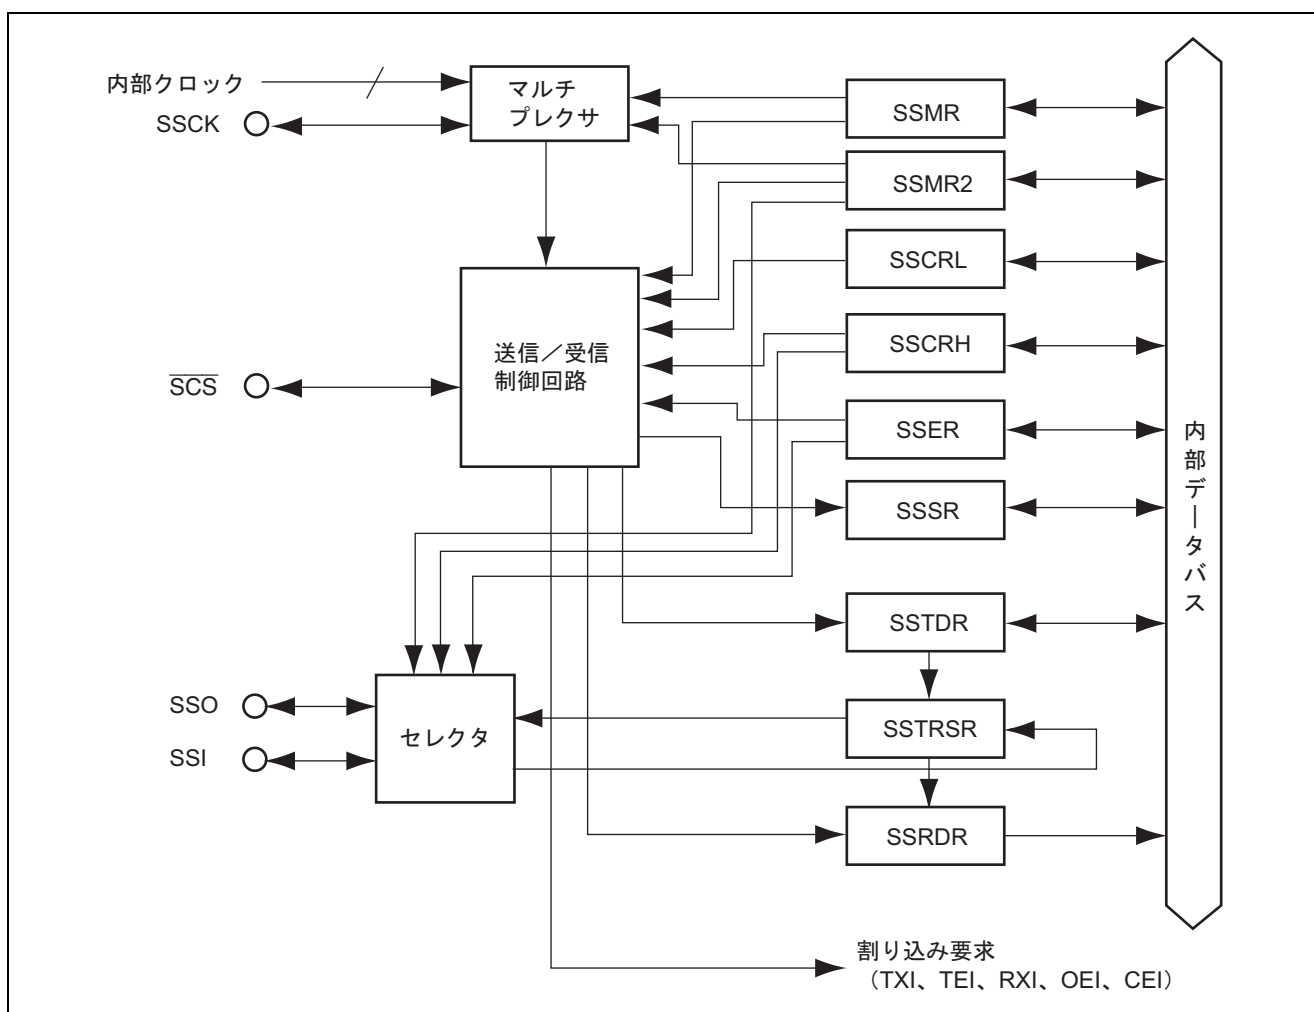 内部クロック
SSCK
マルチ
プレクサ
SSMR
SSMR2
SSCRL
送信／受信
制御回路
SSCRH
SCS
SSER
SSSR
内部データバス
SSTDR
SSO
SSI
セレクタ
SSTRSR
SSRDR
割り込み要求
（TXI、TEI、RXI、OEI、CEI）